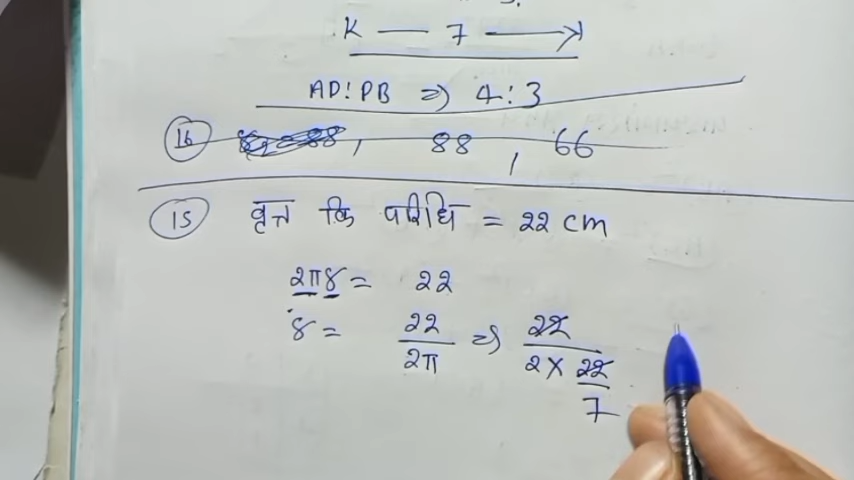 K — 7 →
AD:PB ⇒ 4:3
(16) , 88 , 66
(15) वृत्त कि परिधि = 22 cm
2πr = 22
r = 22/2π ⇒ 22/(2 × 22/7)